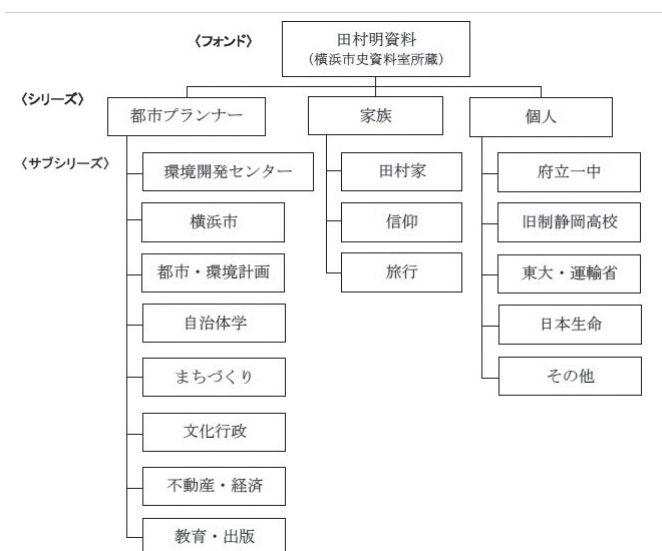 〈フォンド〉
田村明資料
(横浜市史資料室所蔵)
〈シリーズ〉
都市プランナー
家族
個人
〈サブシリーズ〉
環境開発センター
横浜市
都市・環境計画
自治体学
まちづくり
文化行政
不動産・経済
教育・出版
田村家
信仰
旅行
府立一中
旧制静岡高校
東大・運輸省
日本生命
その他